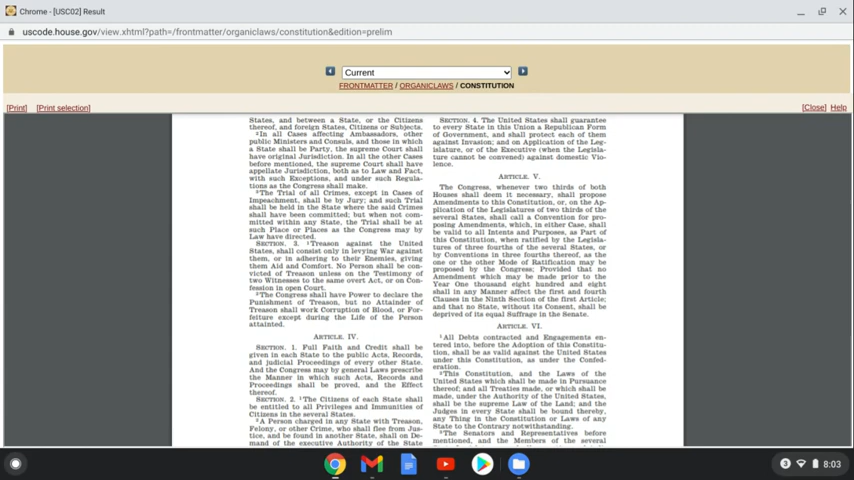 Chrome - [USC02] Result
uscode.house.gov/view.xhtml?path=/frontmatter/organiclaws/constitution&edition=prelim
Current
FRONTMATTER / ORGANICLAWS / CONSTITUTION
[Print] [Print selection] [Close] Help
States, and between a State, or the Citizens
thereof, and foreign States, Citizens or Subjects.
2In all Cases affecting Ambassadors, other
public Ministers and Consuls, and those in which
a State shall be Party, the supreme Court shall
have original Jurisdiction. In all the other Cases
before mentioned, the supreme Court shall have
appellate Jurisdiction, both as to Law and Fact,
with such Exceptions, and under such Regula-
tions as the Congress shall make.
3The Trial of all Crimes, except in Cases of
Impeachment, shall be by Jury; and such Trial
shall be held in the State where the said Crimes
shall have been committed; but when not com-
mitted within any State, the Trial shall be at
such Place or Places as the Congress may by
Law have directed.
SECTION. 3. 1Treason against the United
States, shall consist only in levying War against
them, or in adhering to their Enemies, giving
them Aid and Comfort. No Person shall be con-
victed of Treason unless on the Testimony of
two Witnesses to the same overt Act, or on Con-
fession in open Court.
2The Congress shall have Power to declare the
Punishment of Treason, but no Attainder of
Treason shall work Corruption of Blood, or For-
feiture except during the Life of the Person
attainted.
ARTICLE. IV.
SECTION. 1. Full Faith and Credit shall be
given in each State to the public Acts, Records,
and judicial Proceedings of every other State.
And the Congress may by general Laws prescribe
the Manner in which such Acts, Records and
Proceedings shall be proved, and the Effect
thereof.
SECTION. 2. 1The Citizens of each State shall
be entitled to all Privileges and Immunities of
Citizens in the several States.
2A Person charged in any State with Treason,
Felony, or other Crime, who shall flee from Jus-
tice, and be found in another State, shall on De-
mand of the executive Authority of the State
SECTION. 4. The United States shall guarantee
to every State in this Union a Republican Form
of Government, and shall protect each of them
against Invasion; and on Application of the Leg-
islature, or of the Executive (when the Legisla-
ture cannot be convened) against domestic Vio-
lence.
ARTICLE. V.
The Congress, whenever two thirds of both
Houses shall deem it necessary, shall propose
Amendments to this Constitution, or, on the Ap-
plication of the Legislatures of two thirds of the
several States, shall call a Convention for pro-
posing Amendments, which, in either Case, shall
be valid to all Intents and Purposes, as Part of
this Constitution, when ratified by the Legisla-
tures of three fourths of the several States, or
by Conventions in three fourths thereof, as the
one or the other Mode of Ratification may be
proposed by the Congress; Provided that no
Amendment which may be made prior to the
Year One thousand eight hundred and eight
shall in any Manner affect the first and fourth
Clauses in the Ninth Section of the first Article;
and that no State, without its Consent, shall be
deprived of its equal Suffrage in the Senate.
ARTICLE. VI.
1All Debts contracted and Engagements en-
tered into, before the Adoption of this Constitu-
tion, shall be as valid against the United States
under this Constitution, as under the Confed-
eration.
2This Constitution, and the Laws of the
United States which shall be made in Pursuance
thereof; and all Treaties made, or which shall be
made, under the Authority of the United States,
shall be the supreme Law of the Land; and the
Judges in every State shall be bound thereby,
any Thing in the Constitution or Laws of any
State to the Contrary notwithstanding.
3The Senators and Representatives before
mentioned, and the Members of the several
3
8:03